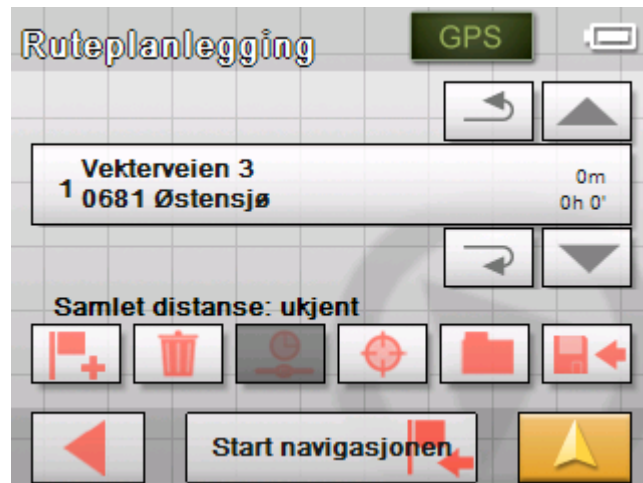 Ruteplanlegging
GPS
1
Vekterveien 3
0681 Østensjø
0m
0h 0'
Samlet distanse: ukjent
Start navigasjonen